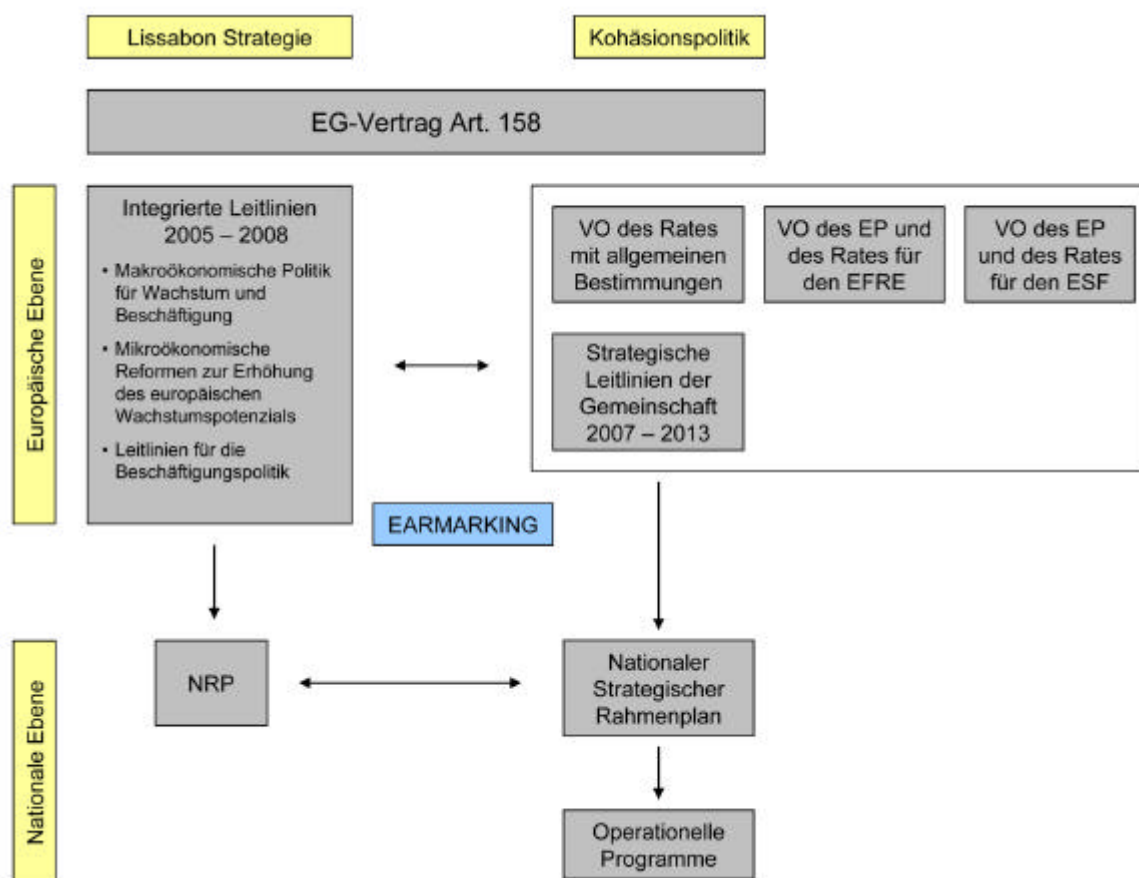 Lissabon Strategie
Kohäsionspolitik
EG-Vertrag Art. 158
Europäische Ebene
Integrierte Leitlinien
2005 – 2008
• Makroökonomische Politik
für Wachstum und
Beschäftigung
• Mikroökonomische
Reformen zur Erhöhung
des europäischen
Wachstumspotenzials
• Leitlinien für die
Beschäftigungspolitik
VO des Rates
mit allgemeinen
Bestimmungen
VO des EP und
des Rates für
den EFRE
VO des EP
und des Rates
für den ESF
Strategische
Leitlinien der
Gemeinschaft
2007 – 2013
EARMARKING
Nationale Ebene
NRP
Nationaler
Strategischer
Rahmenplan
Operationelle
Programme